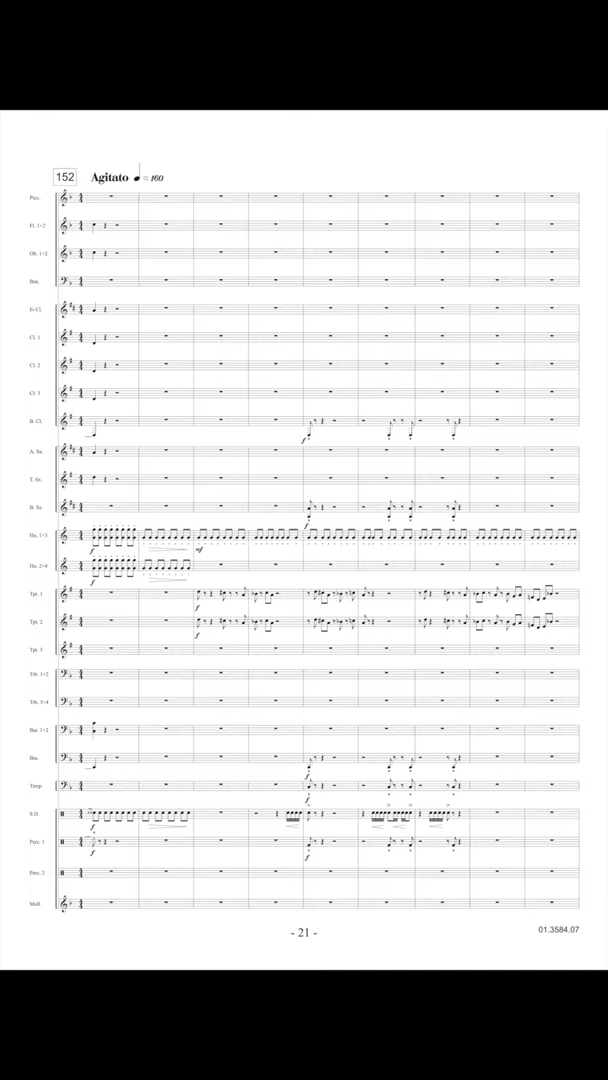 152 Agitato = 160
Picc.
Fl. 1+2
Ob. 1+2
Bsn.
E♭ Cl.
Cl. 1
Cl. 2
Cl. 3
B. Cl.
f
A. Sx.
T. Sx.
B. Sx.
f
Hn. 1+3
f mf
Hn. 2+4
f
Tpt. 1
f
Tpt. 2
f
Tpt. 3
Trb. 1+2
Trb. 3+4
Bar. 1+2
Bss.
f
Timp.
f
S.D.
f
Perc. 1
f f
Perc. 2
Mall.
- 21 -
01.3584.07